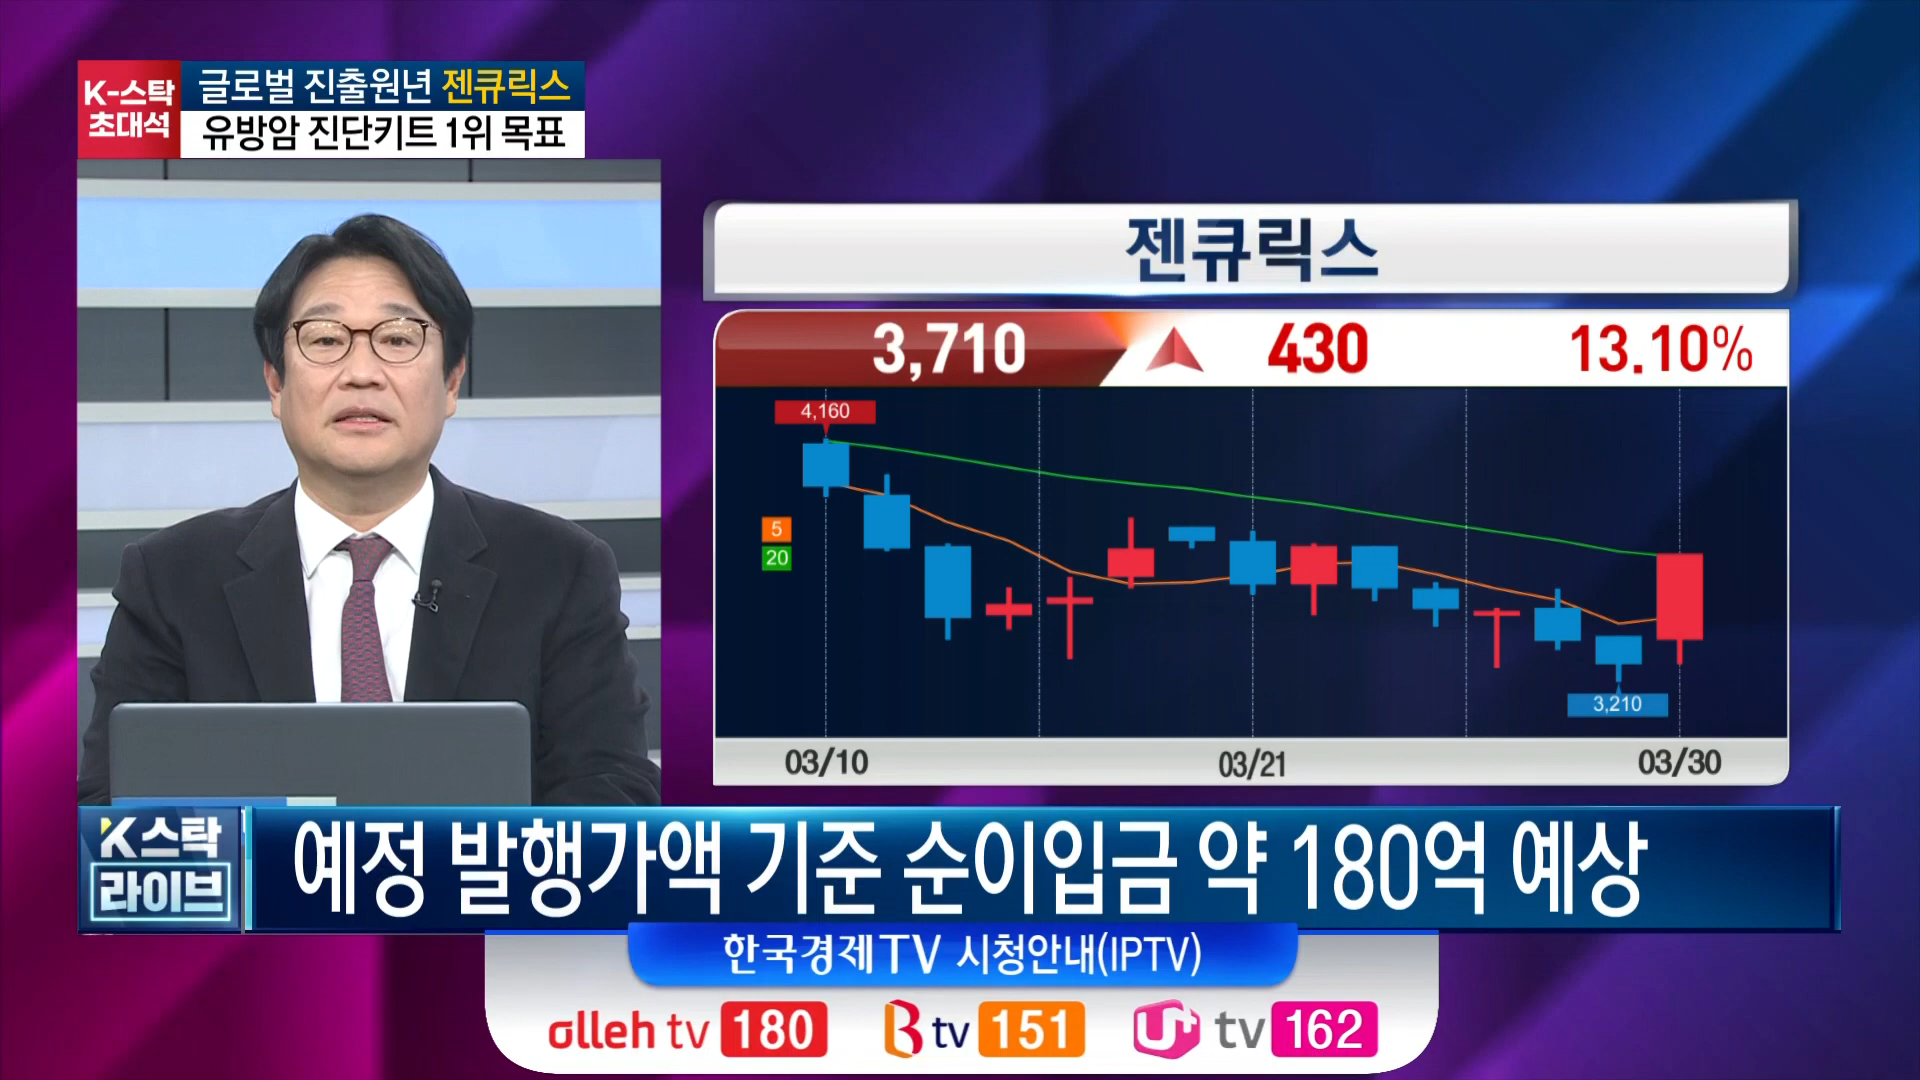 K-스탁
초대석
글로벌 진출원년 젠큐릭스
유방암 진단키트 1위 목표
젠큐릭스
3,710 430 13.10%
4,160
5
20
3,210
03/10 03/21 03/30
K스탁
라이브
예정 발행가액 기준 순이입금 약 180억 예상
한국경제TV 시청안내(IPTV)
olleh tv 180 B tv 151 U+ tv 162